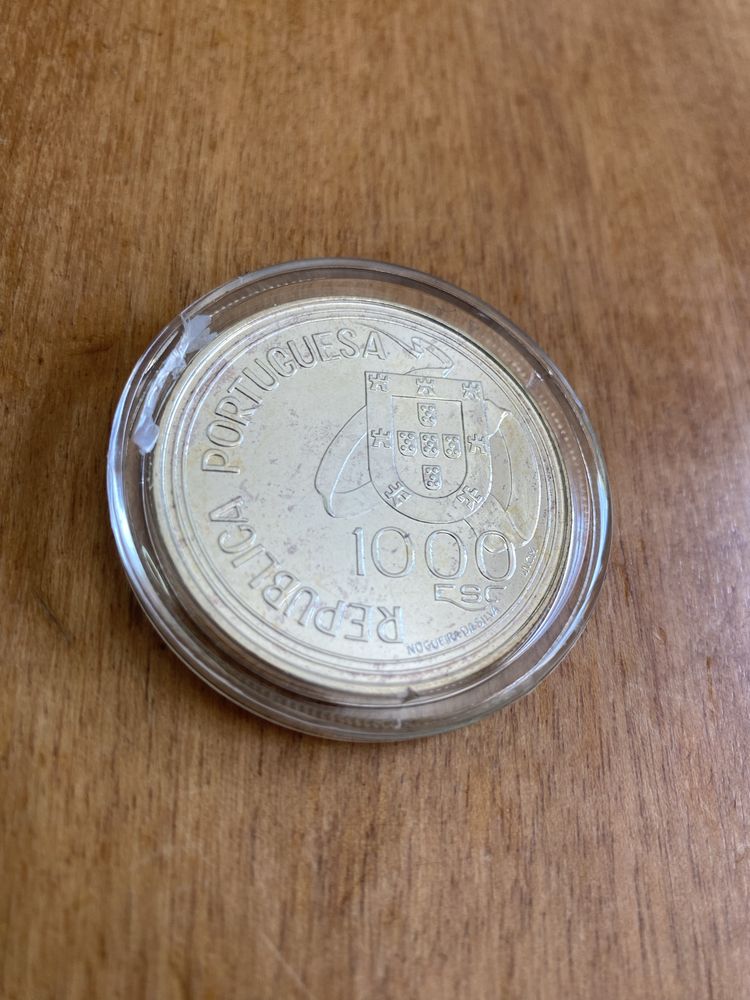 REPUBLICA PORTUGUESA
1000
ESC
NOGUEIRA DA SILVA